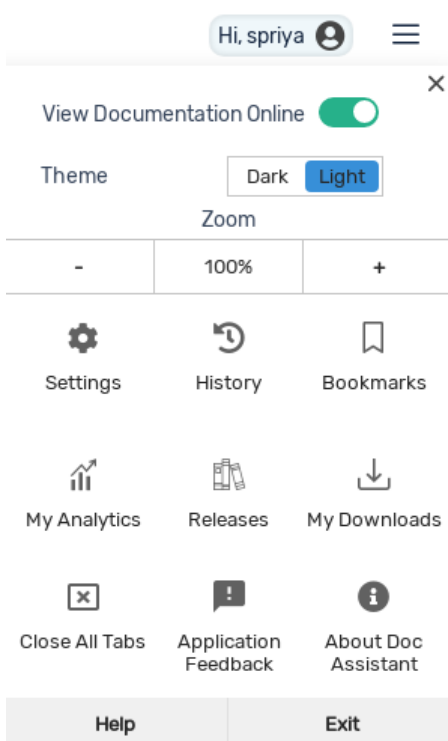 Hi, spriya
View Documentation Online
Theme
Dark
Light
Zoom
-
100%
+
Settings
History
Bookmarks
My Analytics
Releases
My Downloads
Close All Tabs
Application
Feedback
About Doc
Assistant
Help
Exit